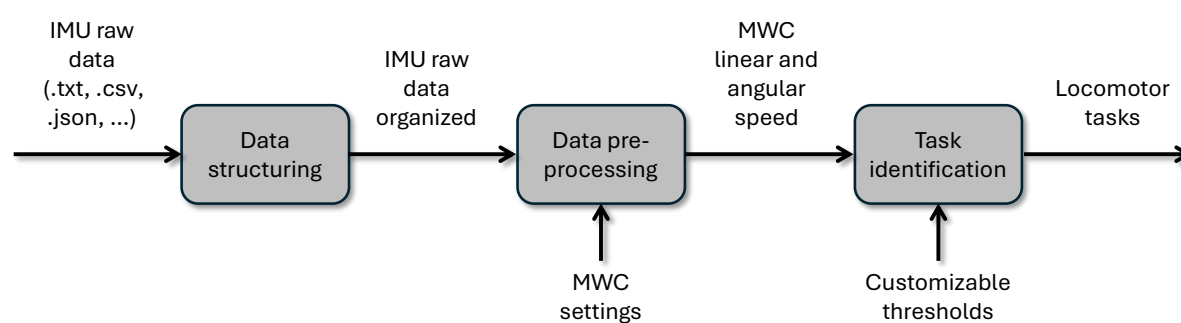 IMU raw
data
(.txt, .csv,
.json, ...)
Data
structuring
IMU raw
data
organized
Data pre-
processing
MWC
settings
MWC
linear and
angular
speed
Task
identification
Customizable
thresholds
Locomotor
tasks